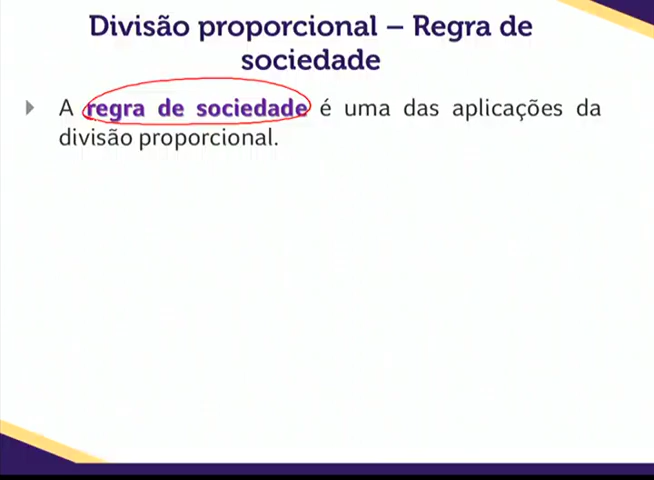 Divisão proporcional – Regra de
sociedade
A regra de sociedade é uma das aplicações da
divisão proporcional.